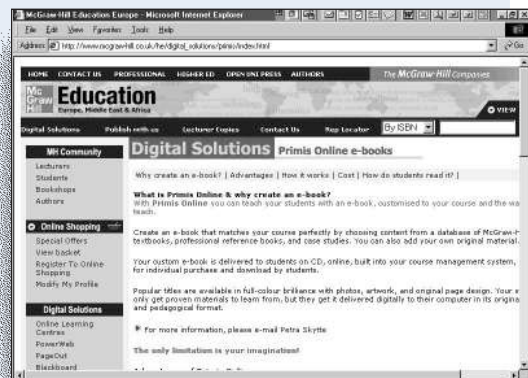 McGraw-Hill Education Europe - Microsoft Internet Explorer
File Edit View Favorites Tools Help
Address http://www.mcgraw-hill.co.uk/he/digital_solutions/primis/index.html
Go
HOME CONTACT US PROFESSIONAL HIGHER ED OPEN UNI PRESS AUTHORS The McGraw-Hill Companies
Mc
Graw
Hill
Education
Europe, Middle East & Africa
VIEW
Digital Solutions Publish with us Lecturer Copies Contact Us Rep Locator By ISBN
MH Community
Lecturers
Students
Bookshops
Authors
Online Shopping
Special Offers
View basket
Register To Online
Shopping
Modify My Profile
Digital Solutions
Online Learning
Centres
PowerWeb
PageOut
Blackboard
Digital Solutions Primis Online e-books
Why create an e-book? | Advantages | How it works | Cost | How do students read it? |
What is Primis Online & why create an e-book?
With Primis Online you can teach your students with an e-book, customised to your course and the wa
teach.
Create an e-book that matches your course perfectly by choosing content from a database of McGraw-H
textbooks, professional reference books, and case studies. You can also add your own original material.
Your custom e-book is delivered to students on CD, online, built into your course management system,
for individual purchase and download by students.
Popular titles are available in full-colour brilliance with photos, artwork, and original page design. Your s
only get proven materials to learn from, but they get it delivered digitally to their computer in its origina
and pedagogical format.
For more information, please e-mail Petra Skytte
The only limitation is your imagination!